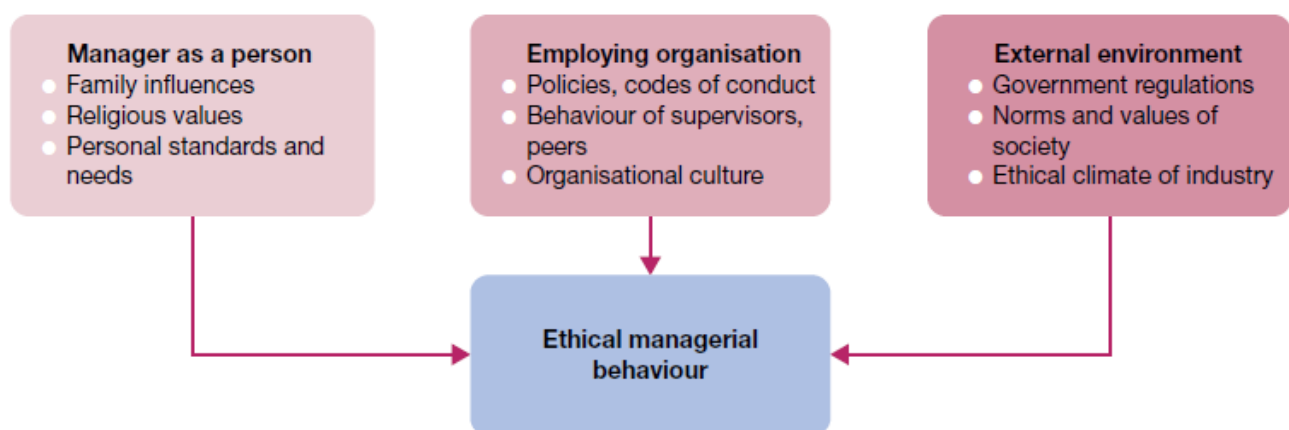 Manager as a person
Family influences
Religious values
Personal standards and
needs
Employing organisation
Policies, codes of conduct
Behaviour of supervisors,
peers
Organisational culture
External environment
Government regulations
Norms and values of
society
Ethical climate of industry
Ethical managerial
behaviour